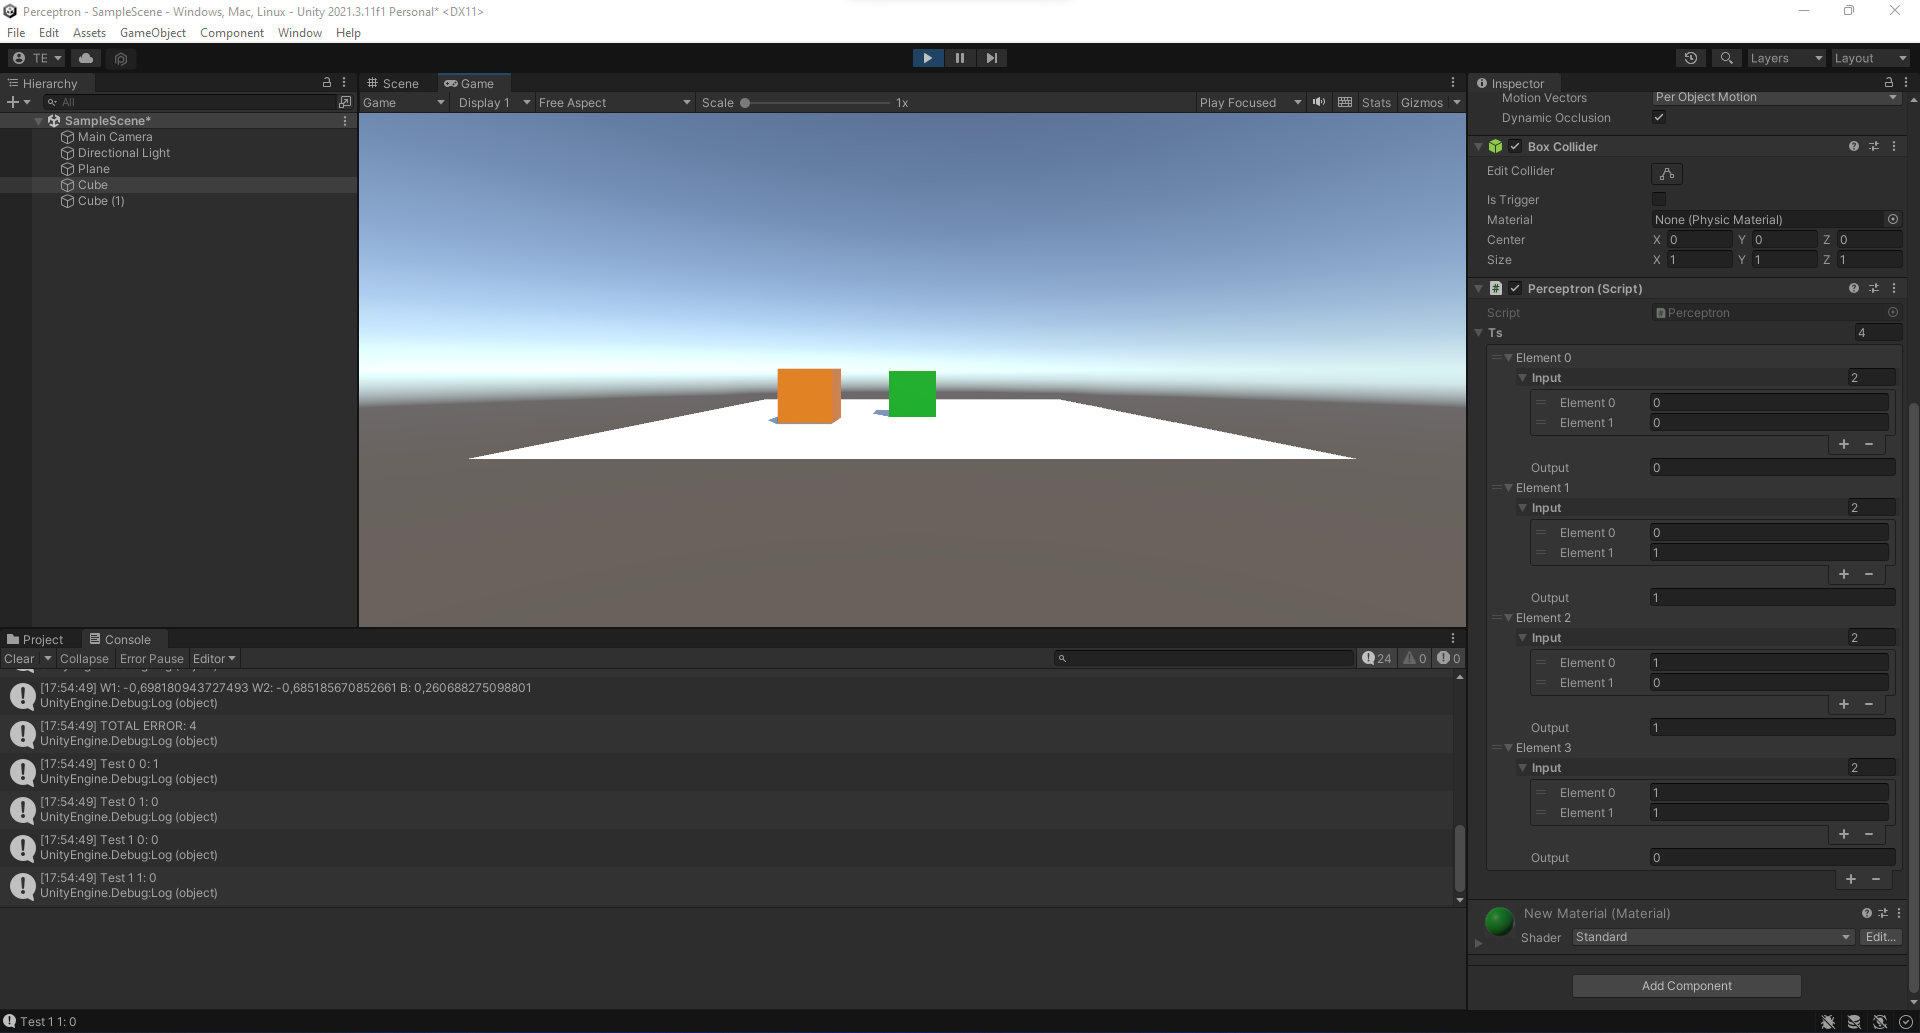 Perceptron - SampleScene - Windows, Mac, Linux - Unity 2021.3.11f1 Personal* <DX11>
File Edit Assets GameObject Component Window Help
TE Layers Layout
Hierarchy
All
SampleScene*
Main Camera
Directional Light
Plane
Cube
Cube (1)
Scene Game
Game Display 1 Free Aspect Scale 1x Play Focused Stats Gizmos
Project Console
Clear Collapse Error Pause Editor 24 0 0
[17:54:49] W1: -0,698180943727493 W2: -0,685185670852661 B: 0,260688275098801
UnityEngine.Debug:Log (object)
[17:54:49] TOTAL ERROR: 4
UnityEngine.Debug:Log (object)
[17:54:49] Test 0 0: 1
UnityEngine.Debug:Log (object)
[17:54:49] Test 0 1: 0
UnityEngine.Debug:Log (object)
[17:54:49] Test 1 0: 0
UnityEngine.Debug:Log (object)
[17:54:49] Test 1 1: 0
UnityEngine.Debug:Log (object)
Test 1 1: 0
Inspector
Motion Vectors Per Object Motion
Dynamic Occlusion
Box Collider
Edit Collider
Is Trigger
Material None (Physic Material)
Center X 0 Y 0 Z 0
Size X 1 Y 1 Z 1
# Perceptron (Script)
Script Perceptron
Ts 4
Element 0
Input 2
Element 0 0
Element 1 0
Output 0
Element 1
Input 2
Element 0 0
Element 1 1
Output 1
Element 2
Input 2
Element 0 1
Element 1 0
Output 1
Element 3
Input 2
Element 0 1
Element 1 1
Output 0
New Material (Material)
Shader Standard Edit...
Add Component